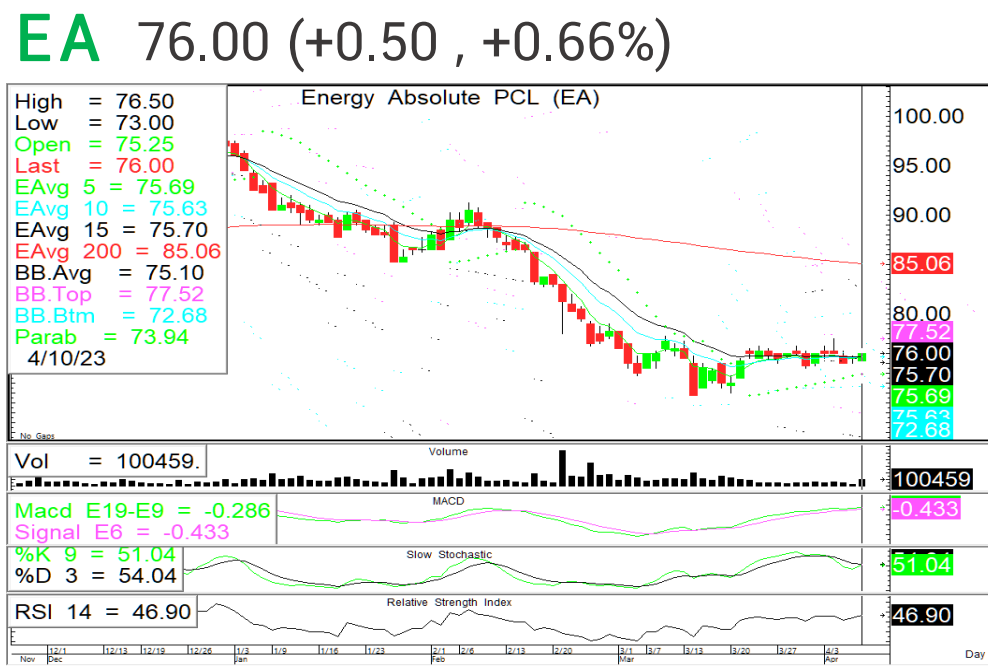 EA 76.00 (+0.50 , +0.66%)
Energy Absolute PCL (EA)
High = 76.50
Low = 73.00
Open = 75.25
Last = 76.00
EAvg 5 = 75.69
EAvg 10 = 75.63
EAvg 15 = 75.70
EAvg 200 = 85.06
BB.Avg = 75.10
BB.Top = 77.52
BB.Btm = 72.68
Parab = 73.94
4/10/23
No Gaps
100.00
95.00
90.00
85.06
80.00
77.52
76.00
75.70
75.69
75.63
72.68
Volume
Vol = 100459.
100459
MACD
Macd E19-E9 = -0.286
Signal E6 = -0.433
-0.433
Slow Stochastic
%K 9 = 51.04
%D 3 = 54.04
51.04
Relative Strength Index
RSI 14 = 46.90
46.90
12/1 12/13 12/19 12/26 1/3 1/9 1/16 1/23 2/1 2/6 2/13 2/20 3/1 3/7 3/13 3/20 3/27 4/3
Nov Dec Jan Feb Mar Apr Day